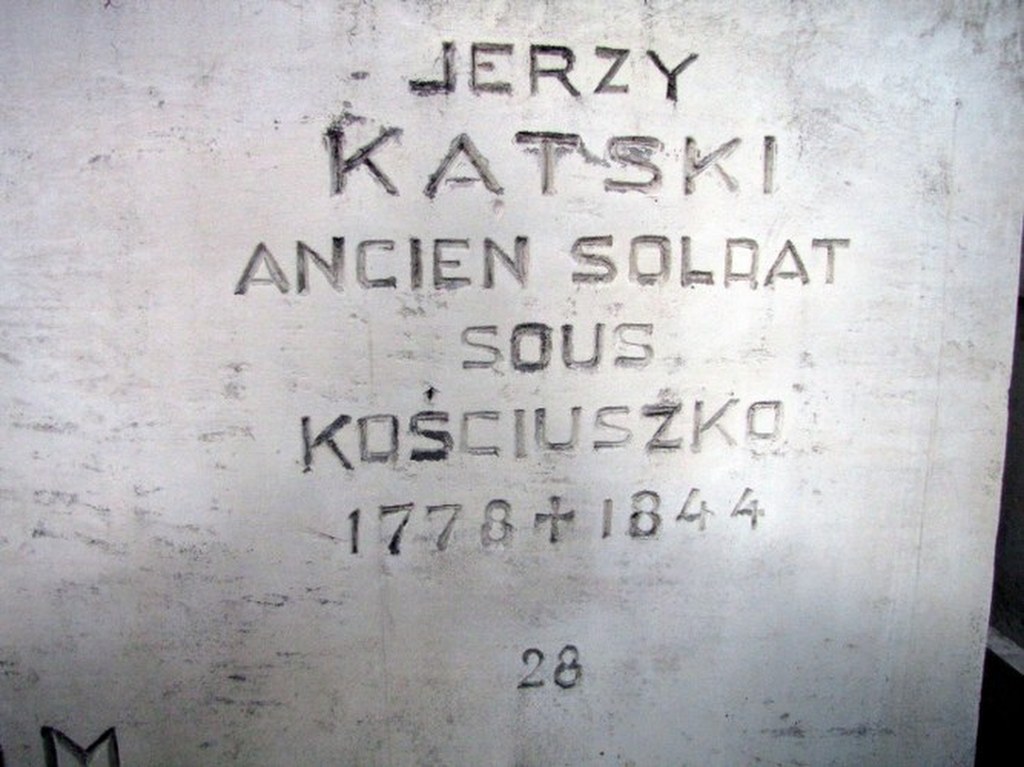 JERZY
KATSKI
ANCIEN SOLDAT
SOUS
KOŚCIUSZKO
1778 + 1844
28